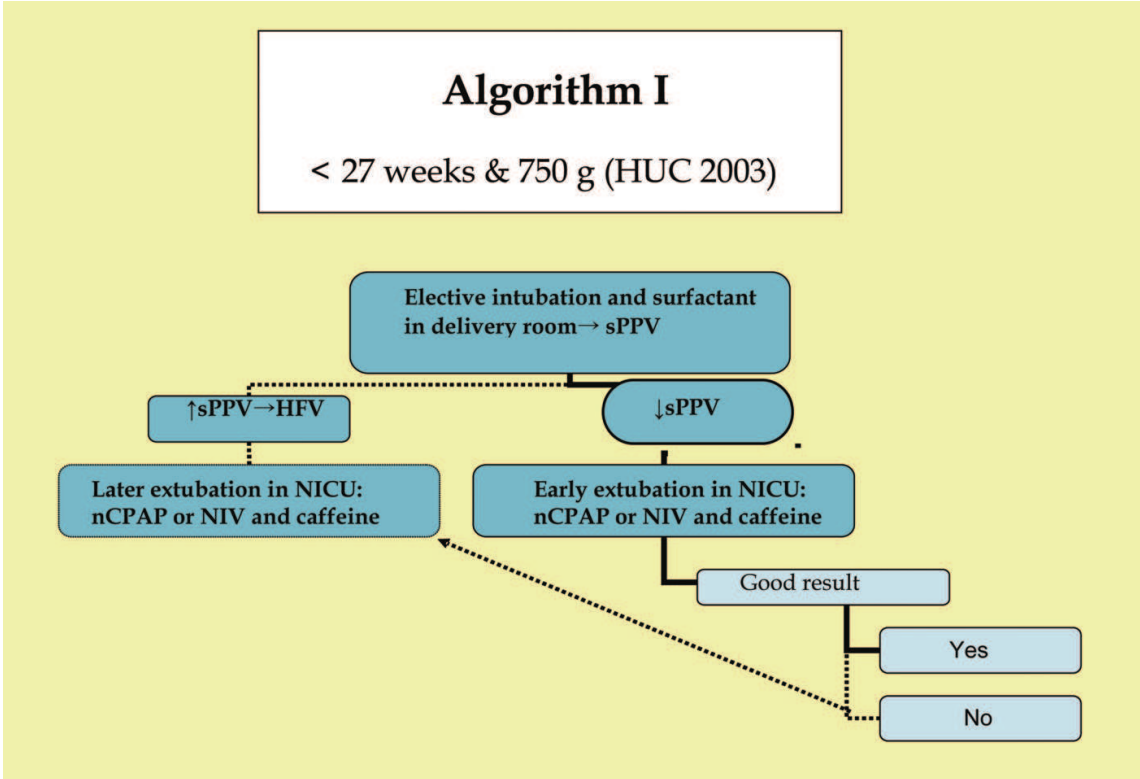 Algorithm I
< 27 weeks & 750 g (HUC 2003)
Elective intubation and surfactant
in delivery room→ sPPV
↑sPPV→HFV
↓sPPV
Later extubation in NICU:
nCPAP or NIV and caffeine
Early extubation in NICU:
nCPAP or NIV and caffeine
Good result
Yes
No